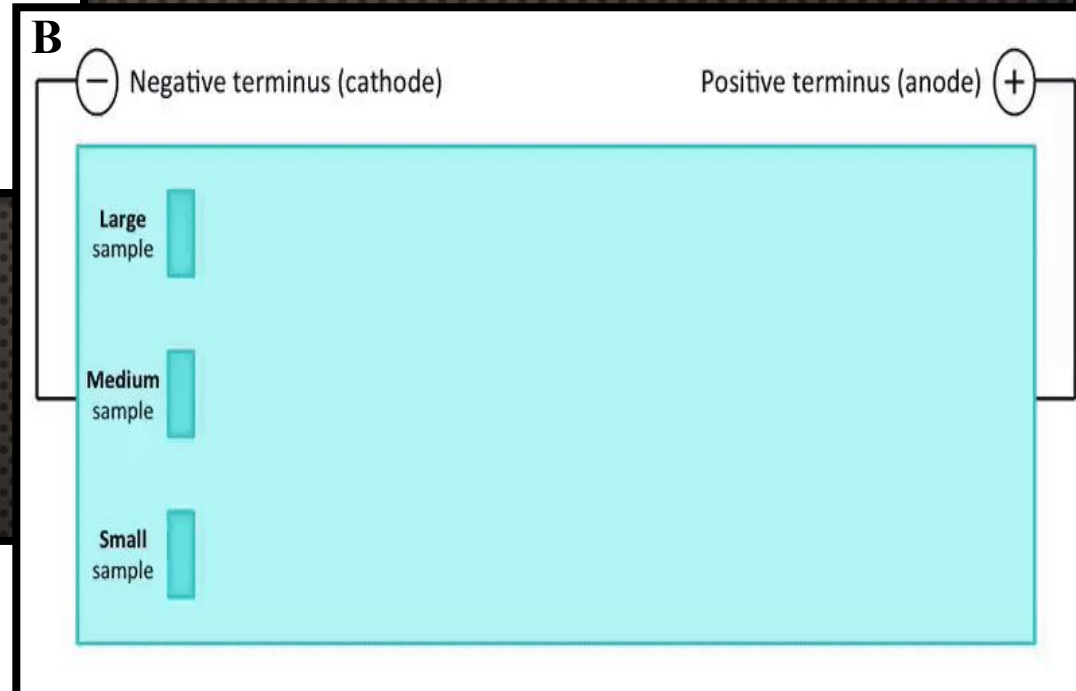 B
− Negative terminus (cathode)
Positive terminus (anode) +
Large
sample
Medium
sample
Small
sample